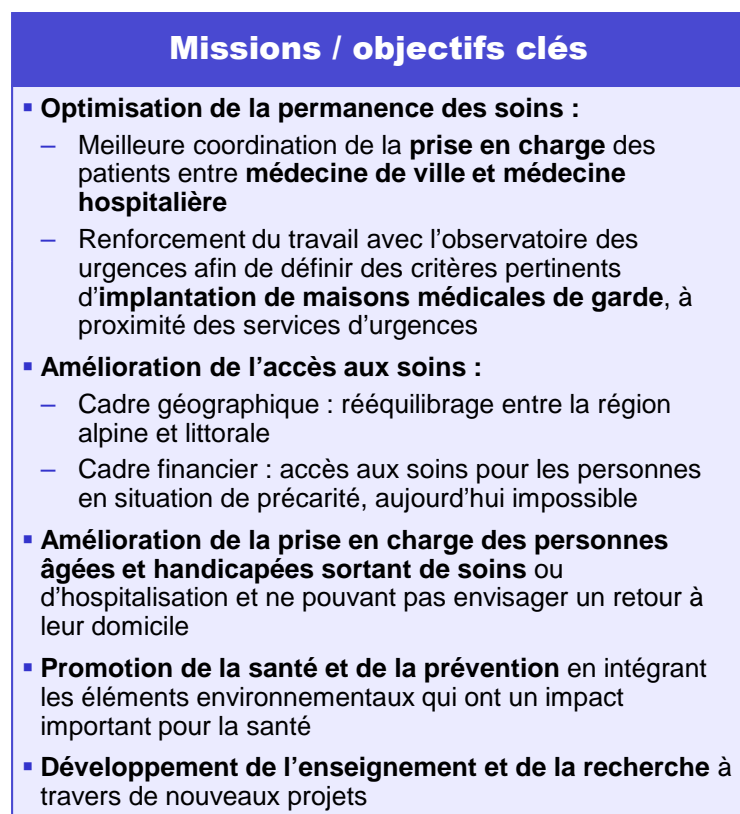 Missions / objectifs clés
▪ Optimisation de la permanence des soins :
– Meilleure coordination de la prise en charge des
patients entre médecine de ville et médecine
hospitalière
– Renforcement du travail avec l’observatoire des
urgences afin de définir des critères pertinents
d’implantation de maisons médicales de garde, à
proximité des services d’urgences
▪ Amélioration de l’accès aux soins :
– Cadre géographique : rééquilibrage entre la région
alpine et littorale
– Cadre financier : accès aux soins pour les personnes
en situation de précarité, aujourd’hui impossible
▪ Amélioration de la prise en charge des personnes
âgées et handicapées sortant de soins ou
d’hospitalisation et ne pouvant pas envisager un retour à
leur domicile
▪ Promotion de la santé et de la prévention en intégrant
les éléments environnementaux qui ont un impact
important pour la santé
▪ Développement de l’enseignement et de la recherche à
travers de nouveaux projets